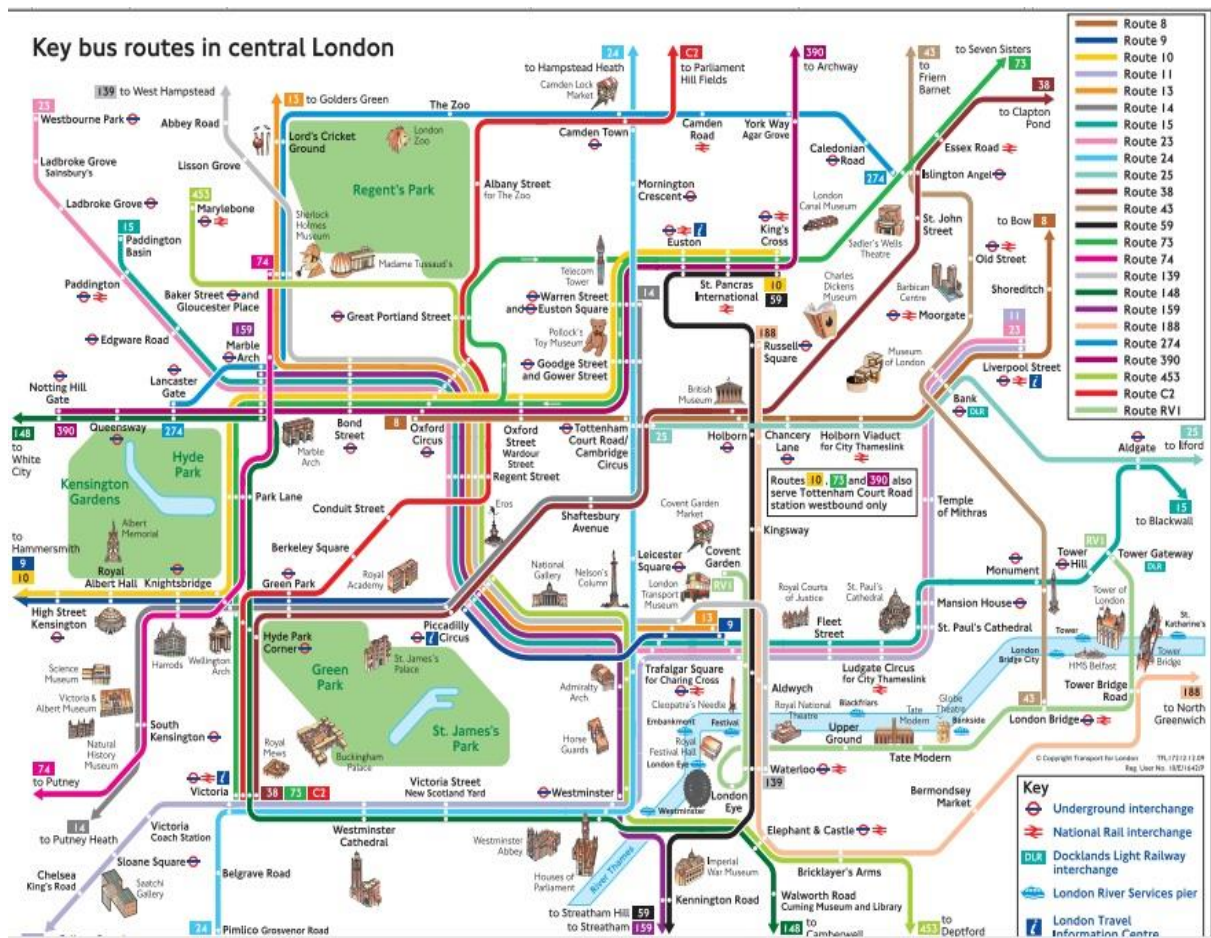 Key bus routes in central London
Route 8
Route 9
Route 10
Route 11
Route 13
Route 14
Route 15
Route 23
Route 24
Route 25
Route 38
Route 43
Route 59
Route 73
Route 74
Route 139
Route 148
Route 159
Route 188
Route 274
Route 390
Route 453
Route C2
Route RV1
24
to Hampstead Heath
Camden Lock
Market
C2
to Parliament
Hill Fields
390
to Archway
43
to
Friern
Barnet
to Seven Sisters
73
38
to Clapton
Pond
139 to West Hampstead
13 to Golders Green
23
Westbourne Park
Abbey Road
The Zoo
Lord's Cricket
Ground
London
Zoo
Camden Town
Camden
Road
York Way
Agar Grove
Caledonian
Road
Essex Road
Ladbroke Grove
Sainsbury's
Lisson Grove
Regent's Park
Albany Street
for The Zoo
Mornington
Crescent
London
Canal Museum
274
Islington Angel
Ladbroke Grove
453
Marylebone
Sherlock
Holmes
Museum
Madame Tussaud's
Euston
King's
Cross
Sadler's Wells
Theatre
St. John
Street
to Bow 8
Old Street
15
Paddington
Basin
74
Telecom
Tower
St. Pancras
International
10
59
Charles
Dickens
Museum
Barbican
Centre
Shoreditch
Paddington
Baker Street and
Gloucester Place
Great Portland Street
Warren Street
and Euston Square
14
Moorgate
11
23
Edgware Road
159
Marble
Arch
Pollock's
Toy Museum
188
Russell
Square
Museum
of London
Liverpool Street
Notting Hill
Gate
Lancaster
Gate
Goodge Street
and Gower Street
British
Museum
Bank
DLR
148
to
White
City
390
Queensway
274
Marble
Arch
Bond
Street
8
Oxford
Circus
Oxford
Street
Wardour
Street
Tottenham
Court Road/
Cambridge
Circus
25
Holborn
Chancery
Lane
Holborn Viaduct
for City Thameslink
Aldgate
25
to Ilford
Hyde
Park
Kensington
Gardens
Park Lane
Regent Street
Routes 10, 73 and 390 also
serve Tottenham Court Road
station westbound only
Temple
of Mithras
15
to Blackwall
Albert
Memorial
Conduit Street
Eros
Shaftesbury
Avenue
Covent Garden
Market
Kingsway
to
Hammersmith
9
10
Royal
Albert Hall
Knightsbridge
Berkeley Square
Green Park
Royal
Academy
National
Gallery
Nelson's
Column
Leicester
Square
Covent
Garden
RV1
London
Transport
Museum
Royal Courts
of Justice
St. Paul's
Cathedral
Monument
Tower
Hill
RV1
Tower Gateway
DLR
High Street
Kensington
Harrods
Wellington
Arch
Hyde Park
Corner
Piccadilly
Circus
13
9
Fleet
Street
Mansion House
St. Paul's Cathedral
Tower of
London
St.
Katherine's
Science
Museum
Victoria &
Albert Museum
Green
Park
St. James's
Palace
Admiralty
Arch
Trafalgar Square
for Charing Cross
Cleopatra's Needle
Ludgate Circus
for City Thameslink
London
Bridge City
Tower
HMS Belfast
Tower
Bridge
Natural
History
Museum
South
Kensington
Royal
Mews
Buckingham
Palace
St. James's
Park
Horse
Guards
Embankment
Festival
Royal
Festival Hall
Aldwych
Royal National
Theatre
Blackfriars
Upper
Ground
Tate
Modern
Globe
Theatre
Bankside
43
London Bridge
Tower Bridge
Road
188
to North
Greenwich
74
to Putney
Victoria
38 73 C2
Victoria Street
New Scotland Yard
Westminster
London Eye
Westminster
London
Eye
Waterloo
139
Tate Modern
Bermondsey
Market
© Copyright Transport for London
14
to Putney Heath
Victoria
Coach Station
Westminster
Cathedral
Westminster
Abbey
Houses of
Parliament
River Thames
Elephant & Castle
Imperial
War Museum
Bricklayer's Arms
Chelsea
King's Road
Sloane Square
Saatchi
Gallery
Belgrave Road
24 Pimlico Grosvenor Road
to Streatham Hill 59
to Streatham 159
Kennington Road
Walworth Road
Cuming Museum and Library
148 to
Camberwell
453 to
Deptford
Key
Underground interchange
National Rail interchange
DLR Docklands Light Railway
interchange
London River Services pier
London Travel
Information Centre